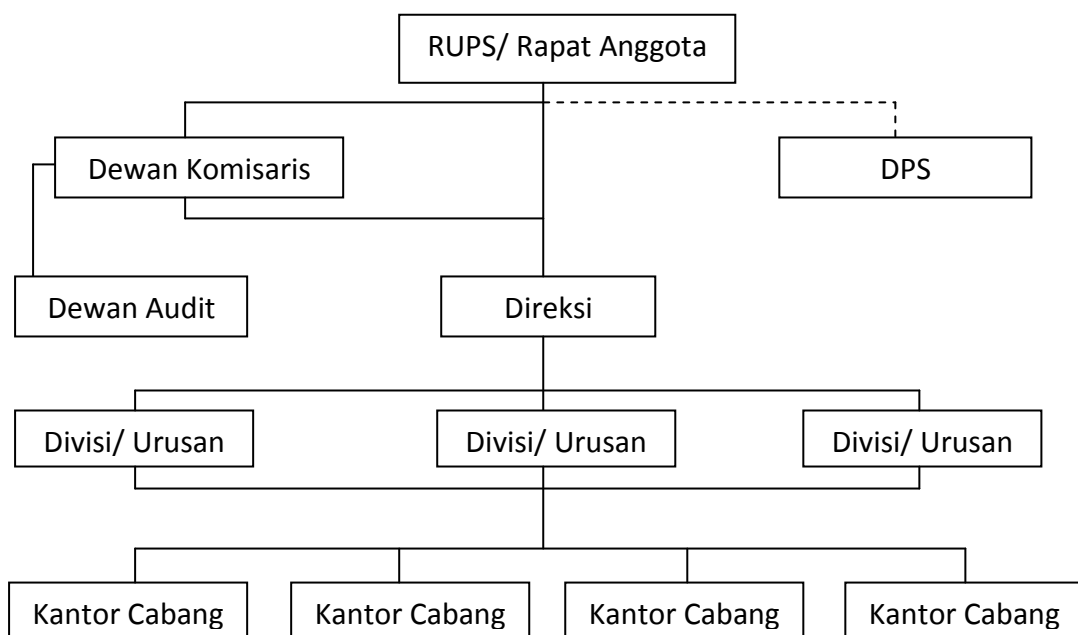 RUPS/ Rapat Anggota
Dewan Komisaris
DPS
Dewan Audit
Direksi
Divisi/ Urusan
Divisi/ Urusan
Divisi/ Urusan
Kantor Cabang
Kantor Cabang
Kantor Cabang
Kantor Cabang